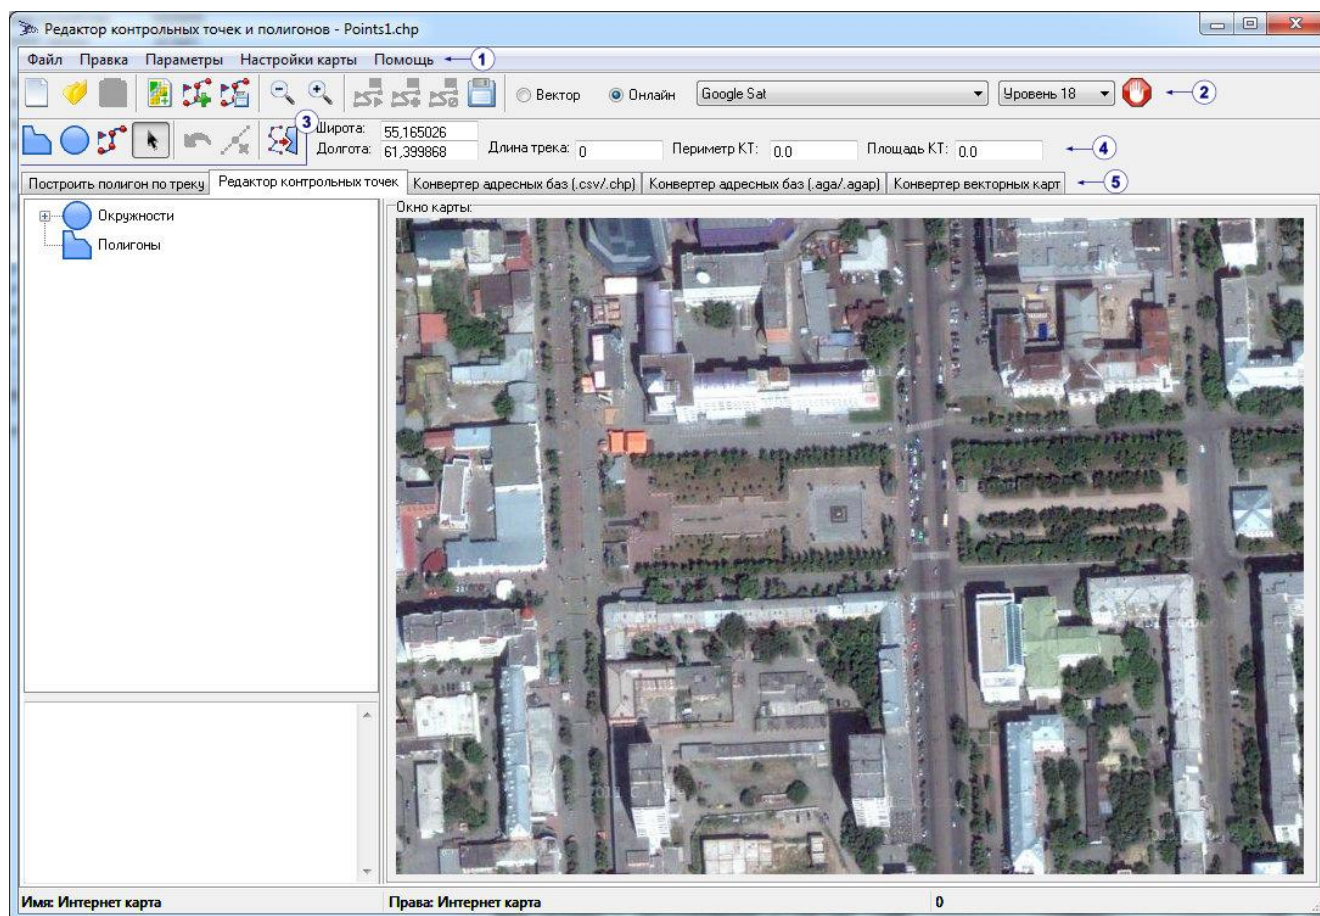 Редактор контрольных точек и полигонов - Points1.chp
Файл Правка Параметры Настройки карты Помощь 1
Вектор Онлайн Google Sat Уровень 18 2
3
Широта: 55,165026
Долгота: 61,399868 Длина трека: 0 Периметр КТ: 0.0 Площадь КТ: 0.0 4
Построить полигон по треку Редактор контрольных точек Конвертер адресных баз (.csv/.chp) Конвертер адресных баз (.aga/.agap) Конвертер векторных карт 5
Окружности
Полигоны
Окно карты:
Имя: Интернет карта Права: Интернет карта 0